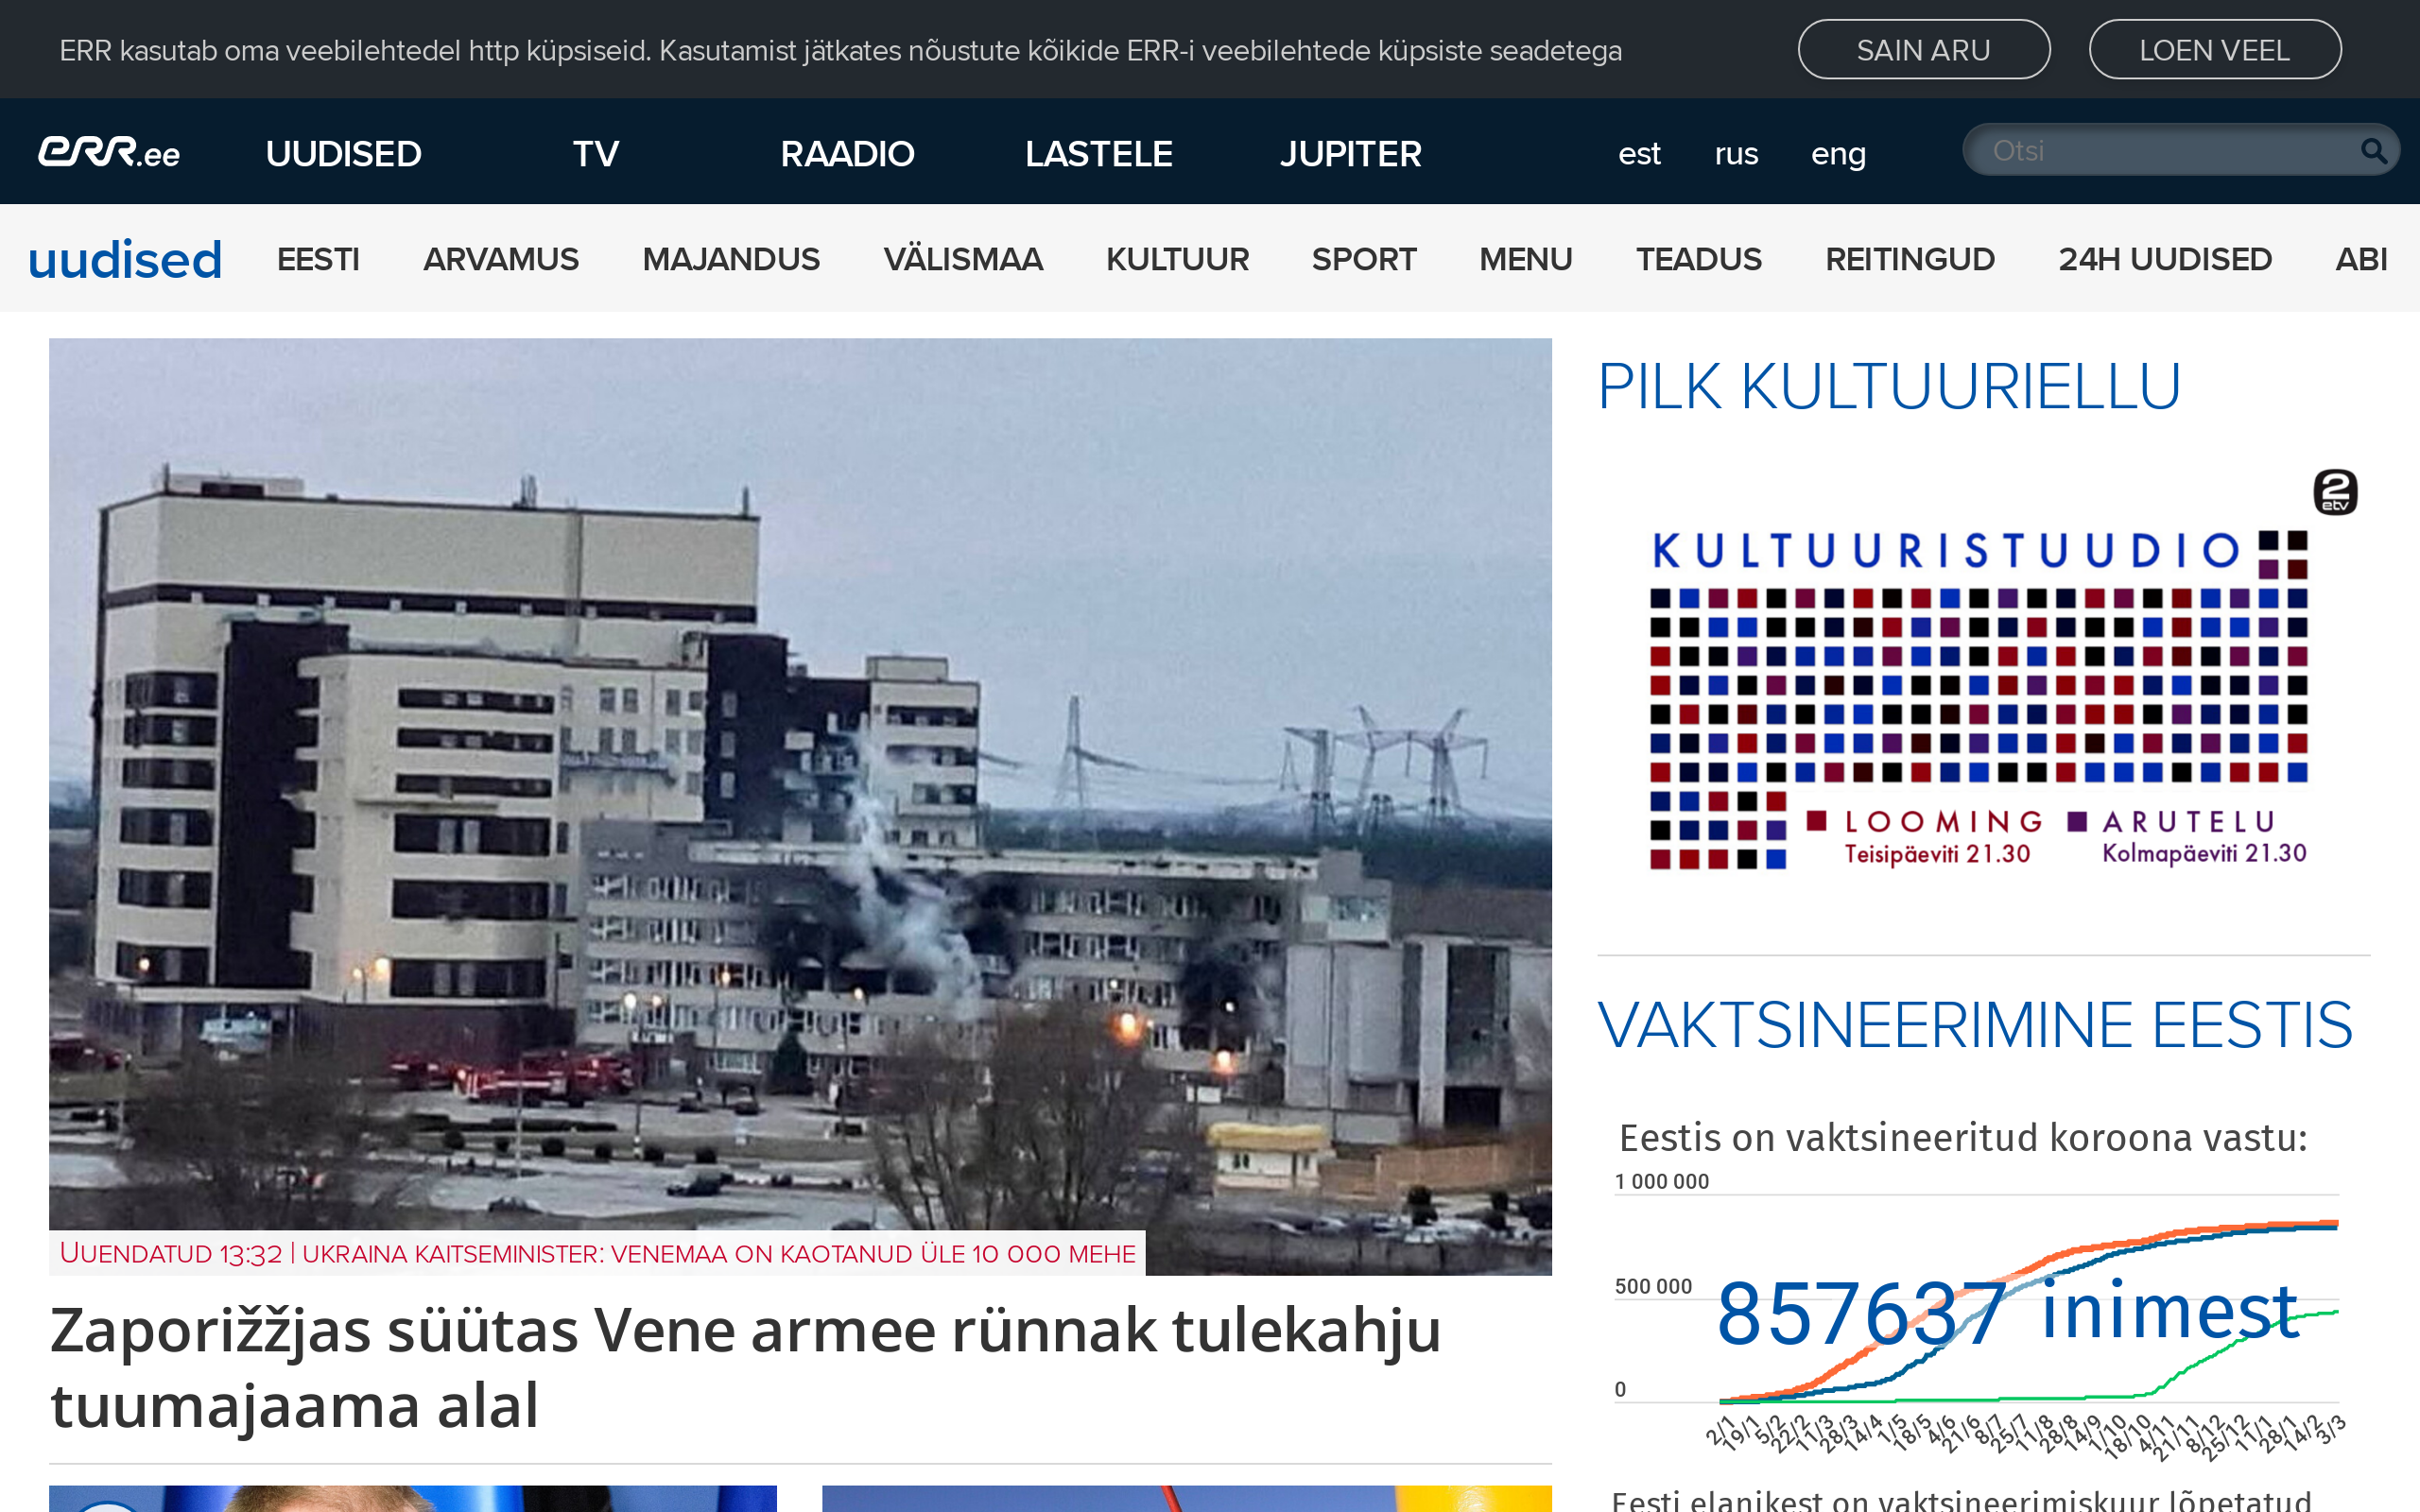 ERR kasutab oma veebilehtedel http küpsiseid. Kasutamist jätkates nõustute kõikide ERR-i veebilehtede küpsiste seadetega
SAIN ARU
LOEN VEEL
err.ee
UUDISED
TV
RAADIO
LASTELE
JUPITER
est
rus
eng
Otsi
uudised
EESTI
ARVAMUS
MAJANDUS
VÄLISMAA
KULTUUR
SPORT
MENU
TEADUS
REITINGUD
24H UUDISED
ABI
UUENDATUD 13:32 | UKRAINA KAITSEMINISTER: VENEMAA ON KAOTANUD ÜLE 10 000 MEHE
Zaporižžjas süütas Vene armee rünnak tulekahju
tuumajaama alal
PILK KULTUURIELLU
2
etv
KULTUURISTUUDIO
LOOMING
Teisipäeviti 21.30
ARUTELU
Kolmapäeviti 21.30
VAKTSINEERIMINE EESTIS
Eestis on vaktsineeritud koroona vastu:
1 000 000
500 000
0
857637 inimest
2/1
19/1
5/2
22/2
11/3
28/3
14/4
1/5
18/5
4/6
21/6
8/7
25/7
11/8
28/8
14/9
1/10
18/10
4/11
21/11
8/12
25/12
11/1
28/1
14/2
3/3
Eesti elanikest on vaktsineerimiskuur lõpetatud